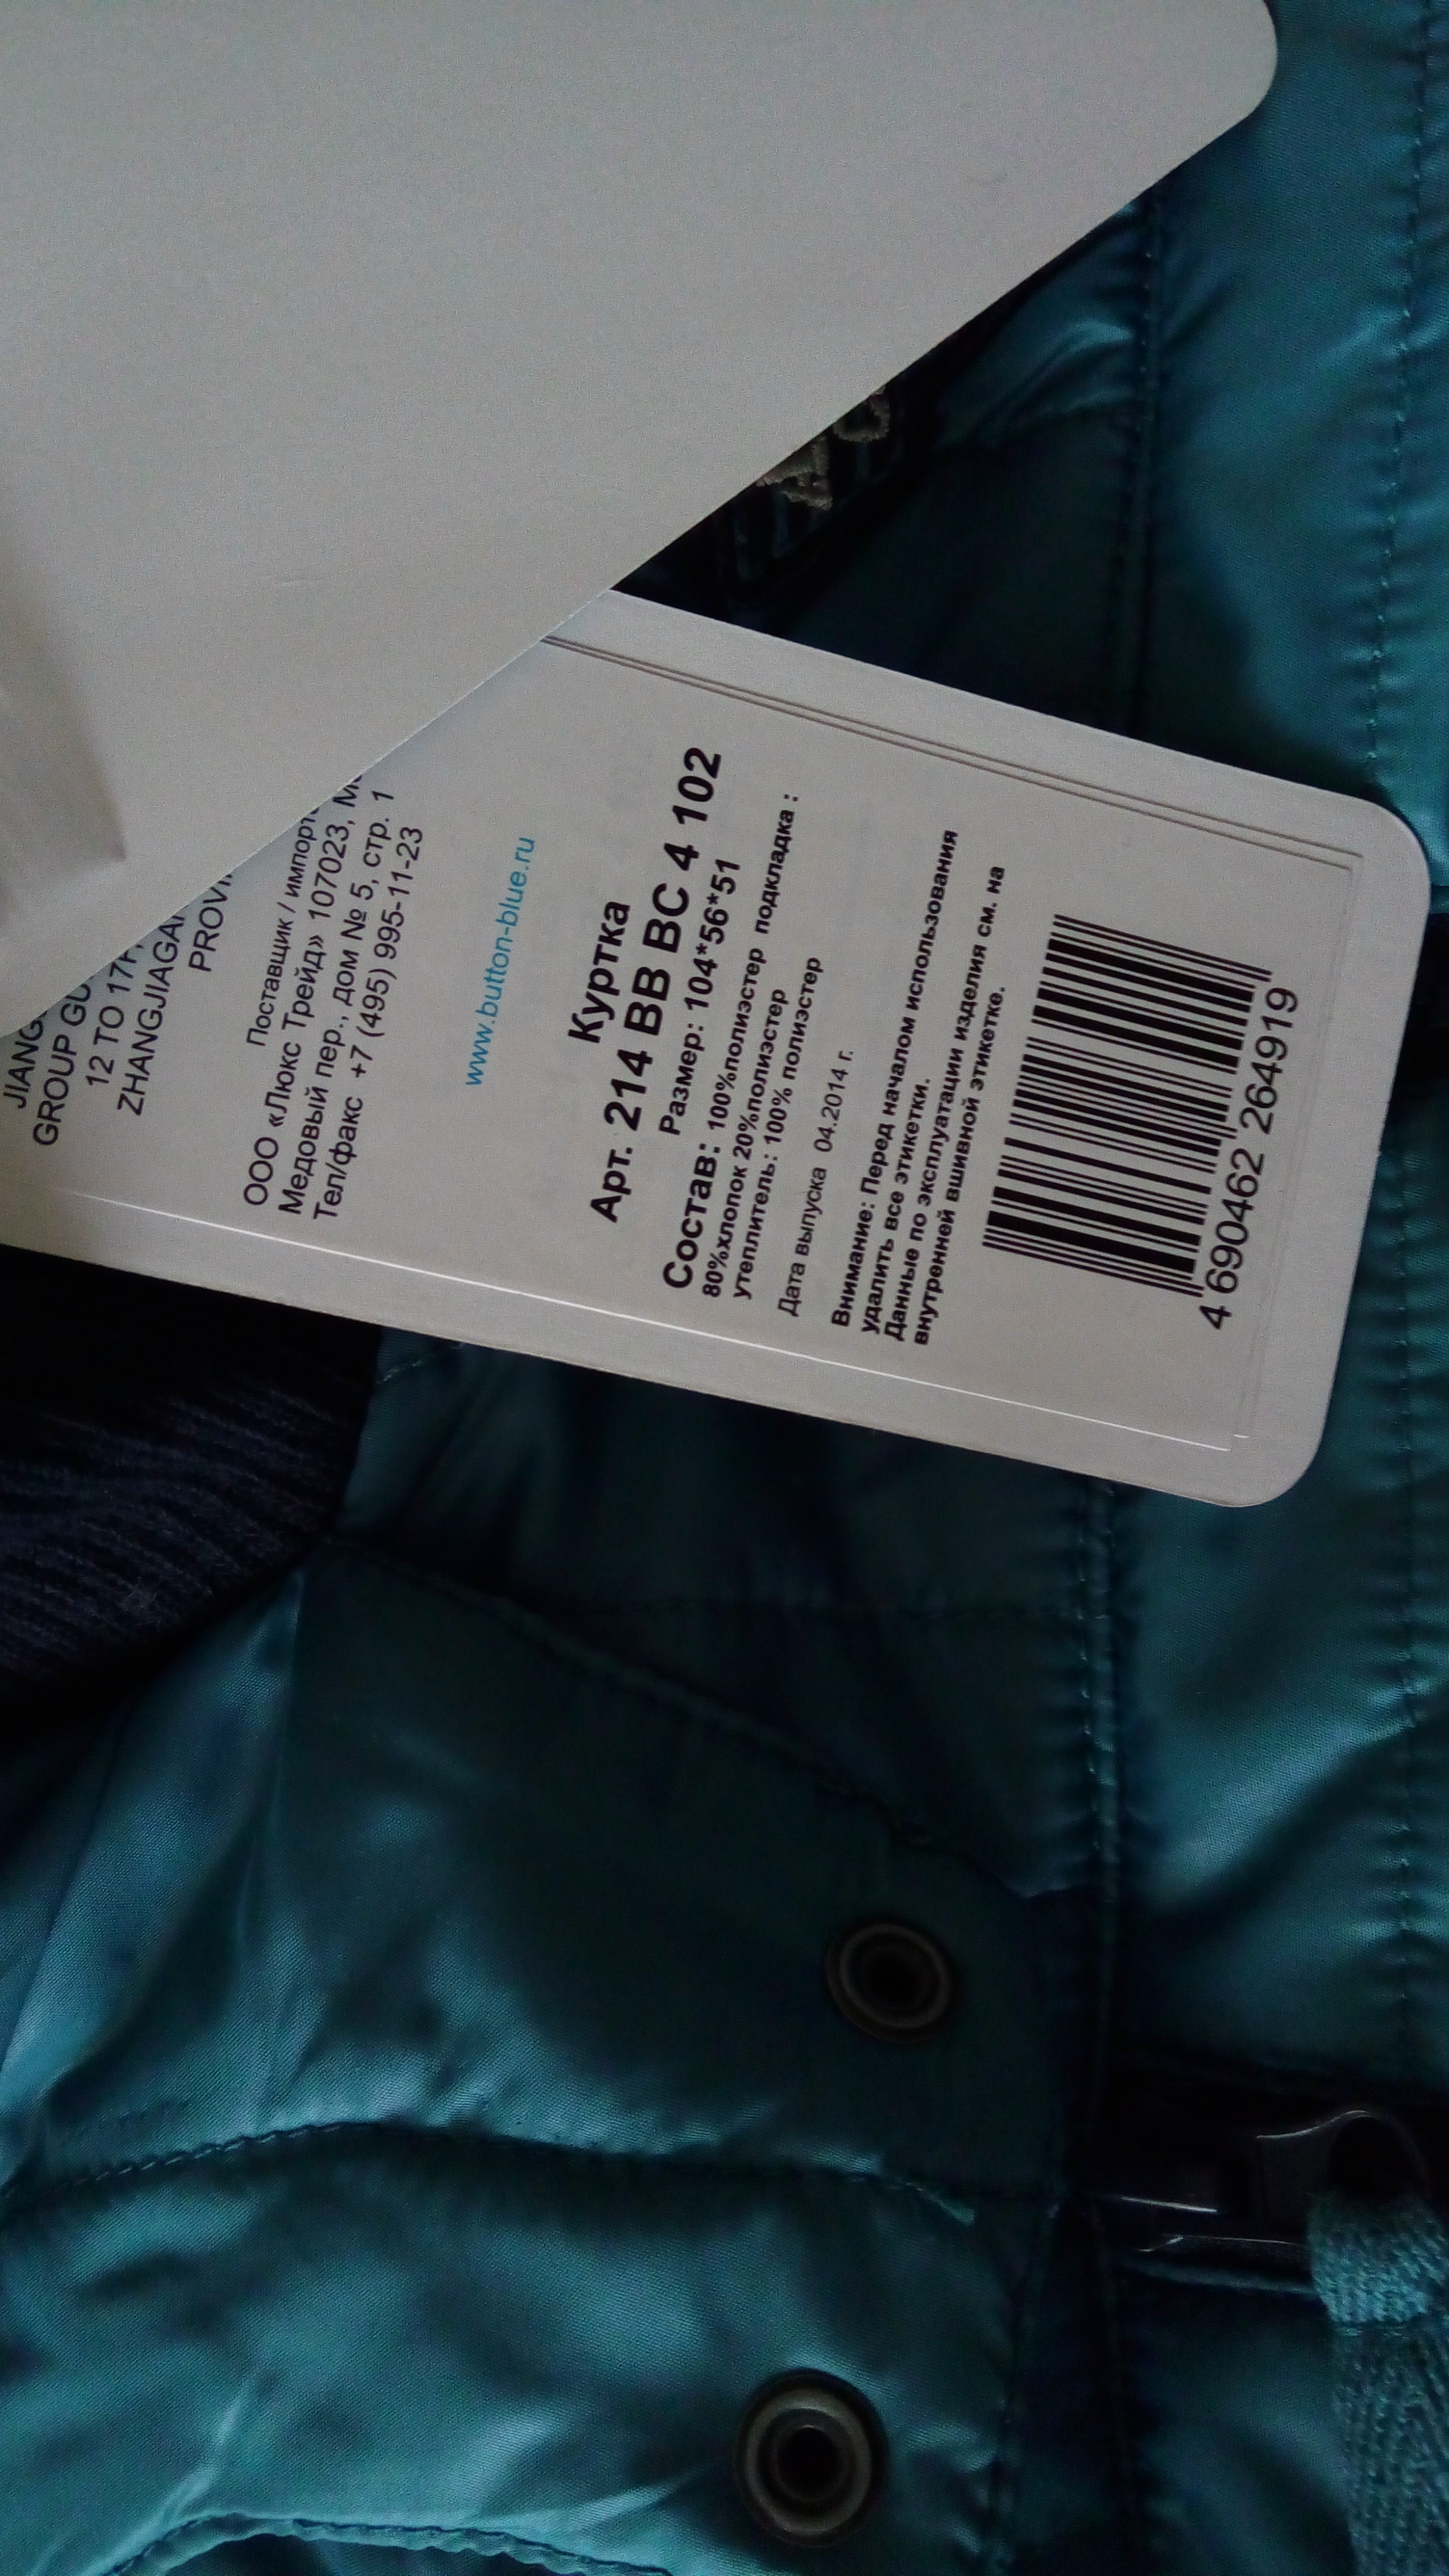 JIANG
GROUP GU
12 TO 17F,
ZHANGJIAGA
PROVI
Поставщик / импорт
ООО «Люкс Трейд» 107023, М
Медовый пер., дом № 5, стр. 1
Тел/факс +7 (495) 995-11-23
www.button-blue.ru
Куртка
Арт. 214 BB BC 4 102
Размер: 104*56*51
Состав: 100%полиэстер подкладка :
80%хлопок 20%полиэстер
утеплитель: 100% полиэстер
Дата выпуска 04.2014 г.
Внимание: Перед началом использования
удалить все этикетки.
Данные по эксплуатации изделия см. на
внутренней вшивной этикетке.
4 690462 264919